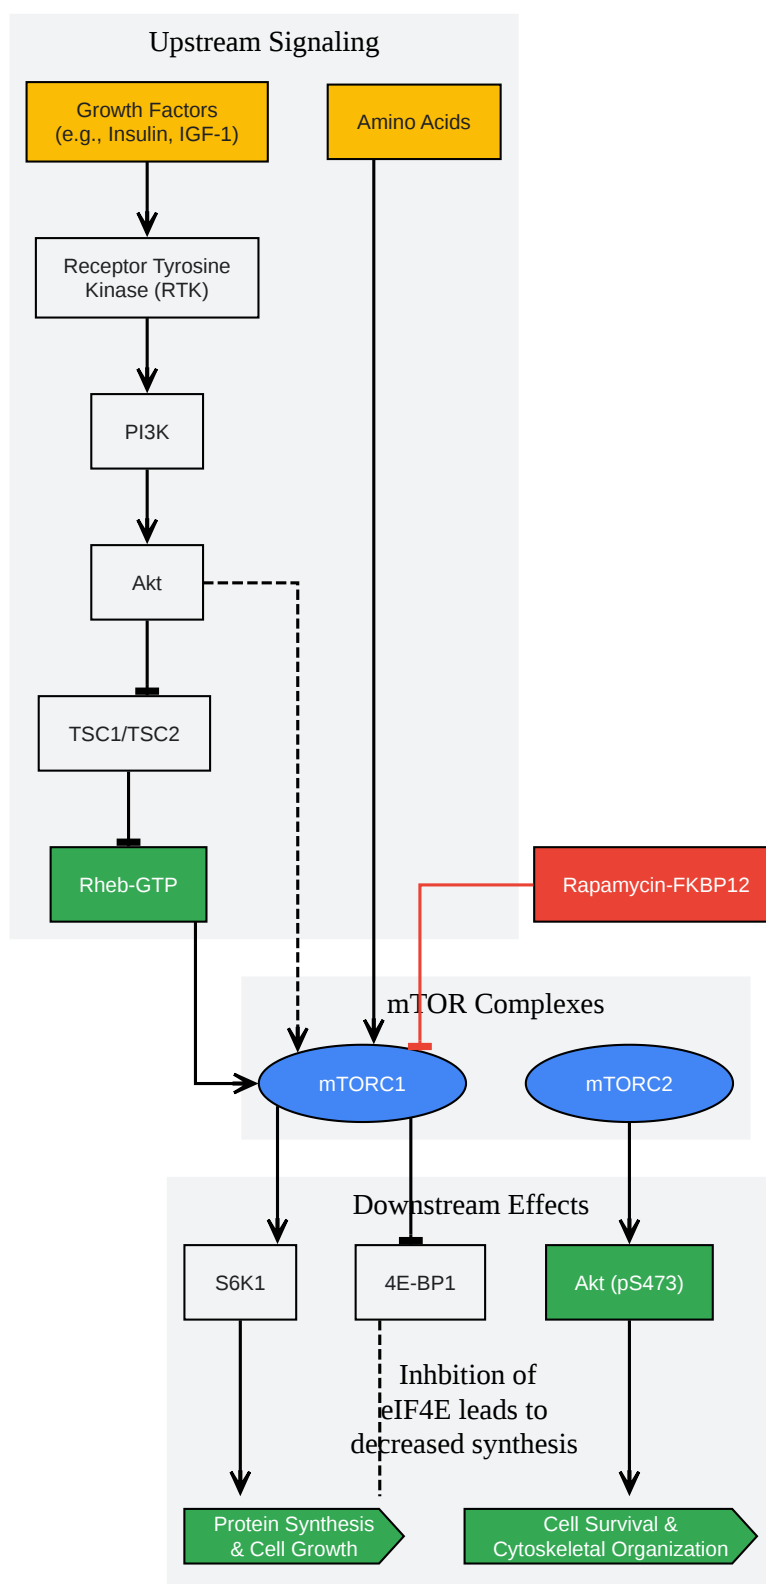 Upstream Signaling
Growth Factors
(e.g., Insulin, IGF-1)
Amino Acids
Receptor Tyrosine
Kinase (RTK)
PI3K
Akt
TSC1/TSC2
Rheb-GTP
Rapamycin-FKBP12
mTOR Complexes
mTORC1
mTORC2
Downstream Effects
S6K1
4E-BP1
Akt (pS473)
Inhbition of
eIF4E leads to
decreased synthesis
Protein Synthesis
& Cell Growth
Cell Survival &
Cytoskeletal Organization